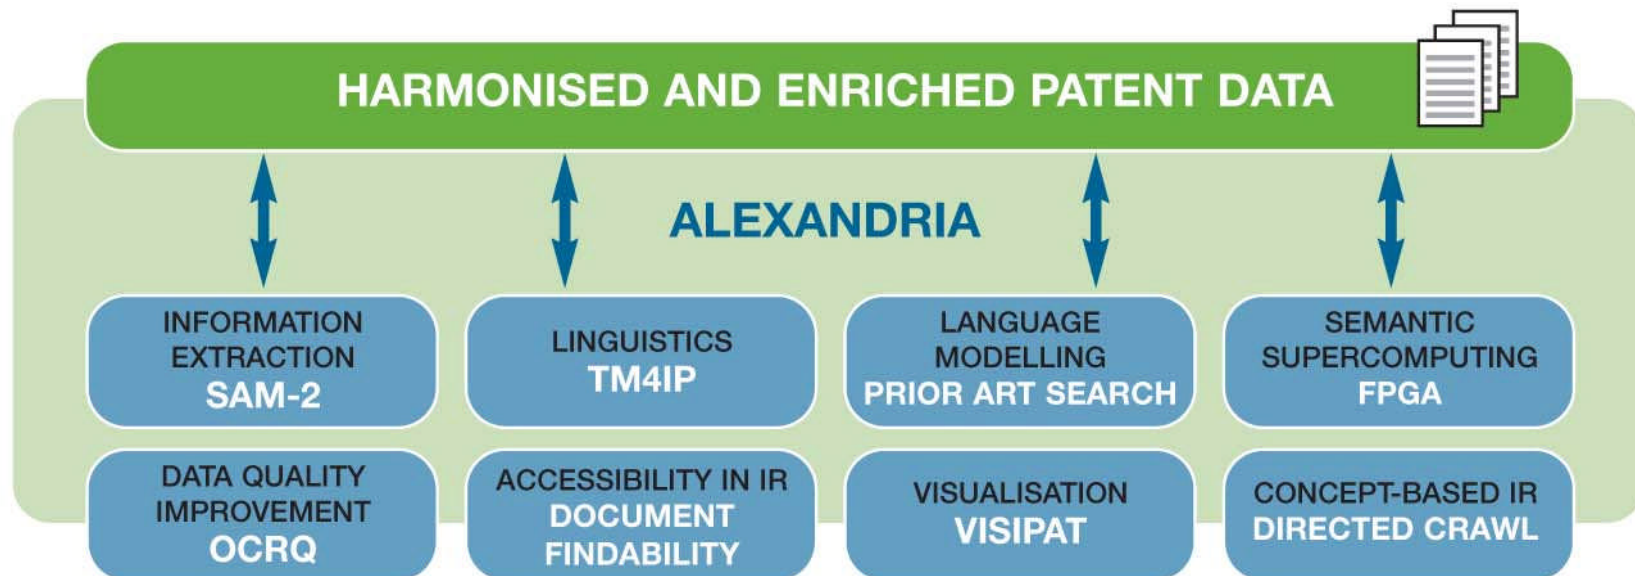 HARMONISED AND ENRICHED PATENT DATA
ALEXANDRIA
INFORMATION
EXTRACTION
SAM-2
LINGUISTICS
TM4IP
LANGUAGE
MODELLING
PRIOR ART SEARCH
SEMANTIC
SUPERCOMPUTING
FPGA
DATA QUALITY
IMPROVEMENT
OCRQ
ACCESSIBILITY IN IR
DOCUMENT
FINDABILITY
VISUALISATION
VISIPAT
CONCEPT-BASED IR
DIRECTED CRAWL